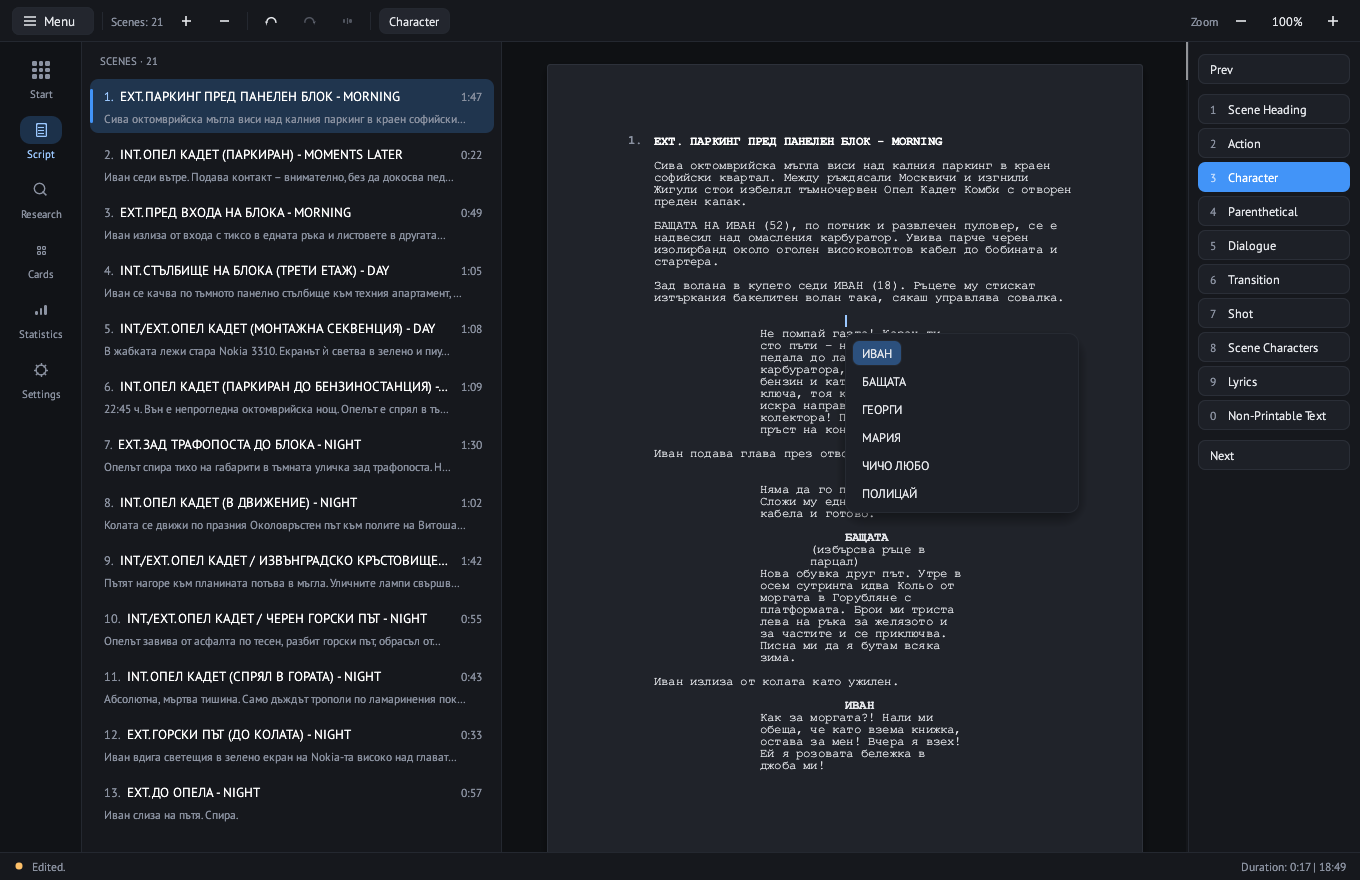 Menu
Scenes: 21
Character
Zoom
100%
Start
Script
Research
Cards
Statistics
Settings
SCENES · 21
1. EXT.ПАРКИНГ ПРЕД ПАНЕЛЕН БЛОК - MORNING 1:47
Сива октомврийска мъгла виси над калния паркинг в краен софийски...
2. INT.ОПЕЛ КАДЕТ (ПАРКИРАН) - MOMENTS LATER 0:22
Иван седи вътре. Подава контакт – внимателно, без да докосва пед...
3. EXT.ПРЕД ВХОДА НА БЛОКА - MORNING 0:49
Иван излиза от входа с тиксо в едната ръка и листовете в другата...
4. INT.СТЪЛБИЩЕ НА БЛОКА (ТРЕТИ ЕТАЖ) - DAY 1:05
Иван се качва по тъмното панелно стълбище към техния апартамент, ...
5. INT./EXT.ОПЕЛ КАДЕТ (МОНТАЖНА СЕКВЕНЦИЯ) - DAY 1:08
В жабката лежи стара Nokia 3310. Екранът ѝ светва в зелено и пиу...
6. INT.ОПЕЛ КАДЕТ (ПАРКИРАН ДО БЕНЗИНОСТАНЦИЯ) -... 1:09
22:45 ч. Вън е непрогледна октомврийска нощ. Опелът е спрял в тъ...
7. EXT.ЗАД ТРАФОПОСТА ДО БЛОКА - NIGHT 1:30
Опелът спира тихо на габарити в тъмната уличка зад трафопоста. Н...
8. INT.ОПЕЛ КАДЕТ (В ДВИЖЕНИЕ) - NIGHT 1:02
Колата се движи по празния Околовръстен път към полите на Витоша...
9. INT./EXT.ОПЕЛ КАДЕТ / ИЗВЪНГРАДСКО КРЪСТОВИЩЕ... 1:42
Пътят нагоре към планината потъва в мъгла. Уличните лампи свършв...
10. INT./EXT.ОПЕЛ КАДЕТ / ЧЕРЕН ГОРСКИ ПЪТ - NIGHT 0:55
Опелът завива от асфалта по тесен, разбит горски път, обрасъл от...
11. INT.ОПЕЛ КАДЕТ (СПРЯЛ В ГОРАТА) - NIGHT 0:43
Абсолютна, мъртва тишина. Само дъждът трополи по ламаринения пок...
12. EXT.ГОРСКИ ПЪТ (ДО КОЛАТА) - NIGHT 0:33
Иван вдига светещия в зелено екран на Nokia-та високо над глават...
13. EXT.ДО ОПЕЛА - NIGHT 0:57
Иван слиза на пътя. Спира.
1. EXT. ПАРКИНГ ПРЕД ПАНЕЛЕН БЛОК - MORNING
Сива октомврийска мъгла виси над калния паркинг в краен
софийски квартал. Между ръждясали Москвичи и изгнили
Жигули стои избелял тъмночервен Опел Кадет Комби с отворен
преден капак.
БАЩАТА НА ИВАН (52), по потник и развлечен пуловер, се е
надвесил над омасления карбуратор. Увива парче черен
изолирбанд около оголен високоволтов кабел до бобината и
стартера.
Зад волана в купето седи ИВАН (18). Ръцете му стискат
изтъркания бакелитен волан така, сякаш управлява совалка.
Не помпай газта! Казах ти
сто пъти – н
педала до ла
карбуратора,
бензин и кат
ключа, тоя к
искра направ
колектора! П
пръст на кон
Иван подава глава през отво
Няма да го п
Сложи му едн
кабела и готово.
ИВАН
БАЩАТА
ГЕОРГИ
МАРИЯ
ЧИЧО ЛЮБО
ПОЛИЦАЙ
БАЩАТА
(избърсва ръце в
парцал)
Нова обувка друг път. Утре в
осем сутринта идва Кольо от
моргата в Горубляне с
платформата. Брои ми триста
лева на ръка за желязото и
за частите и се приключва.
Писна ми да я бутам всяка
зима.
Иван излиза от колата като ужилен.
ИВАН
Как за моргата?! Нали ми
обеща, че като взема книжка,
остава за мен! Вчера я взех!
Ей я розовата бележка в
джоба ми!
Prev
1 Scene Heading
2 Action
3 Character
4 Parenthetical
5 Dialogue
6 Transition
7 Shot
8 Scene Characters
9 Lyrics
0 Non-Printable Text
Next
Edited.
Duration: 0:17 | 18:49